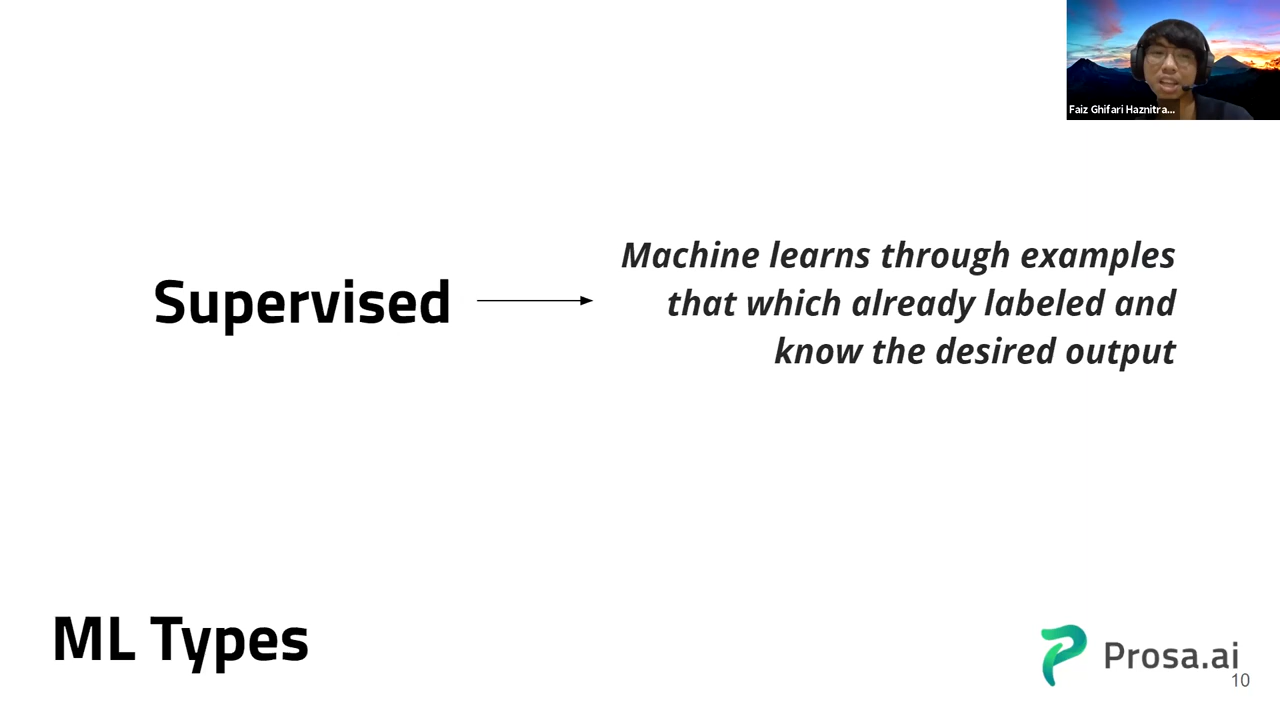 Faiz Ghifari Haznitra...
Supervised
Machine learns through examples
that which already labeled and
know the desired output
ML Types
Prosa.ai
10